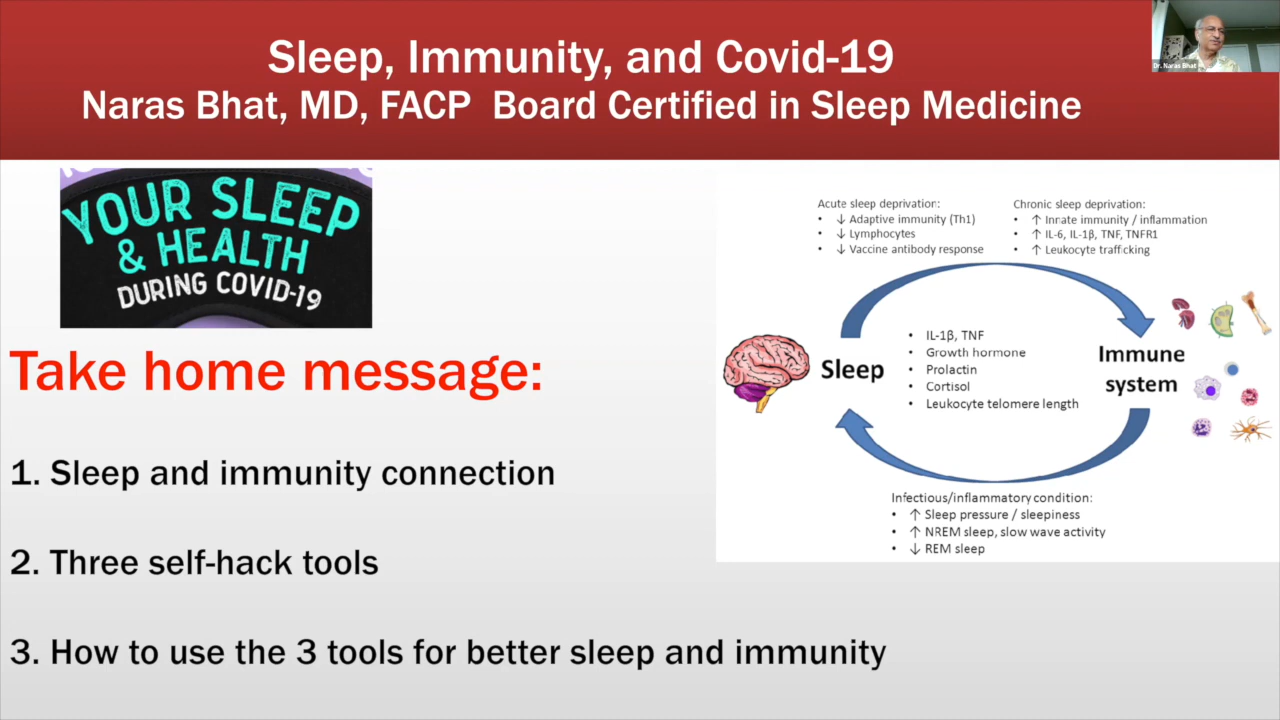 Sleep, Immunity, and Covid-19
Naras Bhat, MD, FACP Board Certified in Sleep Medicine
Dr. Naras Bhat
YOUR SLEEP
& HEALTH
DURING COVID-19
Take home message:
1. Sleep and immunity connection
2. Three self-hack tools
3. How to use the 3 tools for better sleep and immunity
Acute sleep deprivation:
• ↓ Adaptive immunity (Th1)
• ↓ Lymphocytes
• ↓ Vaccine antibody response
Chronic sleep deprivation:
• ↑ Innate immunity / inflammation
• ↑ IL-6, IL-1β, TNF, TNFR1
• ↑ Leukocyte trafficking
Sleep
• IL-1β, TNF
• Growth hormone
• Prolactin
• Cortisol
• Leukocyte telomere length
Immune
system
Infectious/inflammatory condition:
• ↑ Sleep pressure / sleepiness
• ↑ NREM sleep, slow wave activity
• ↓ REM sleep